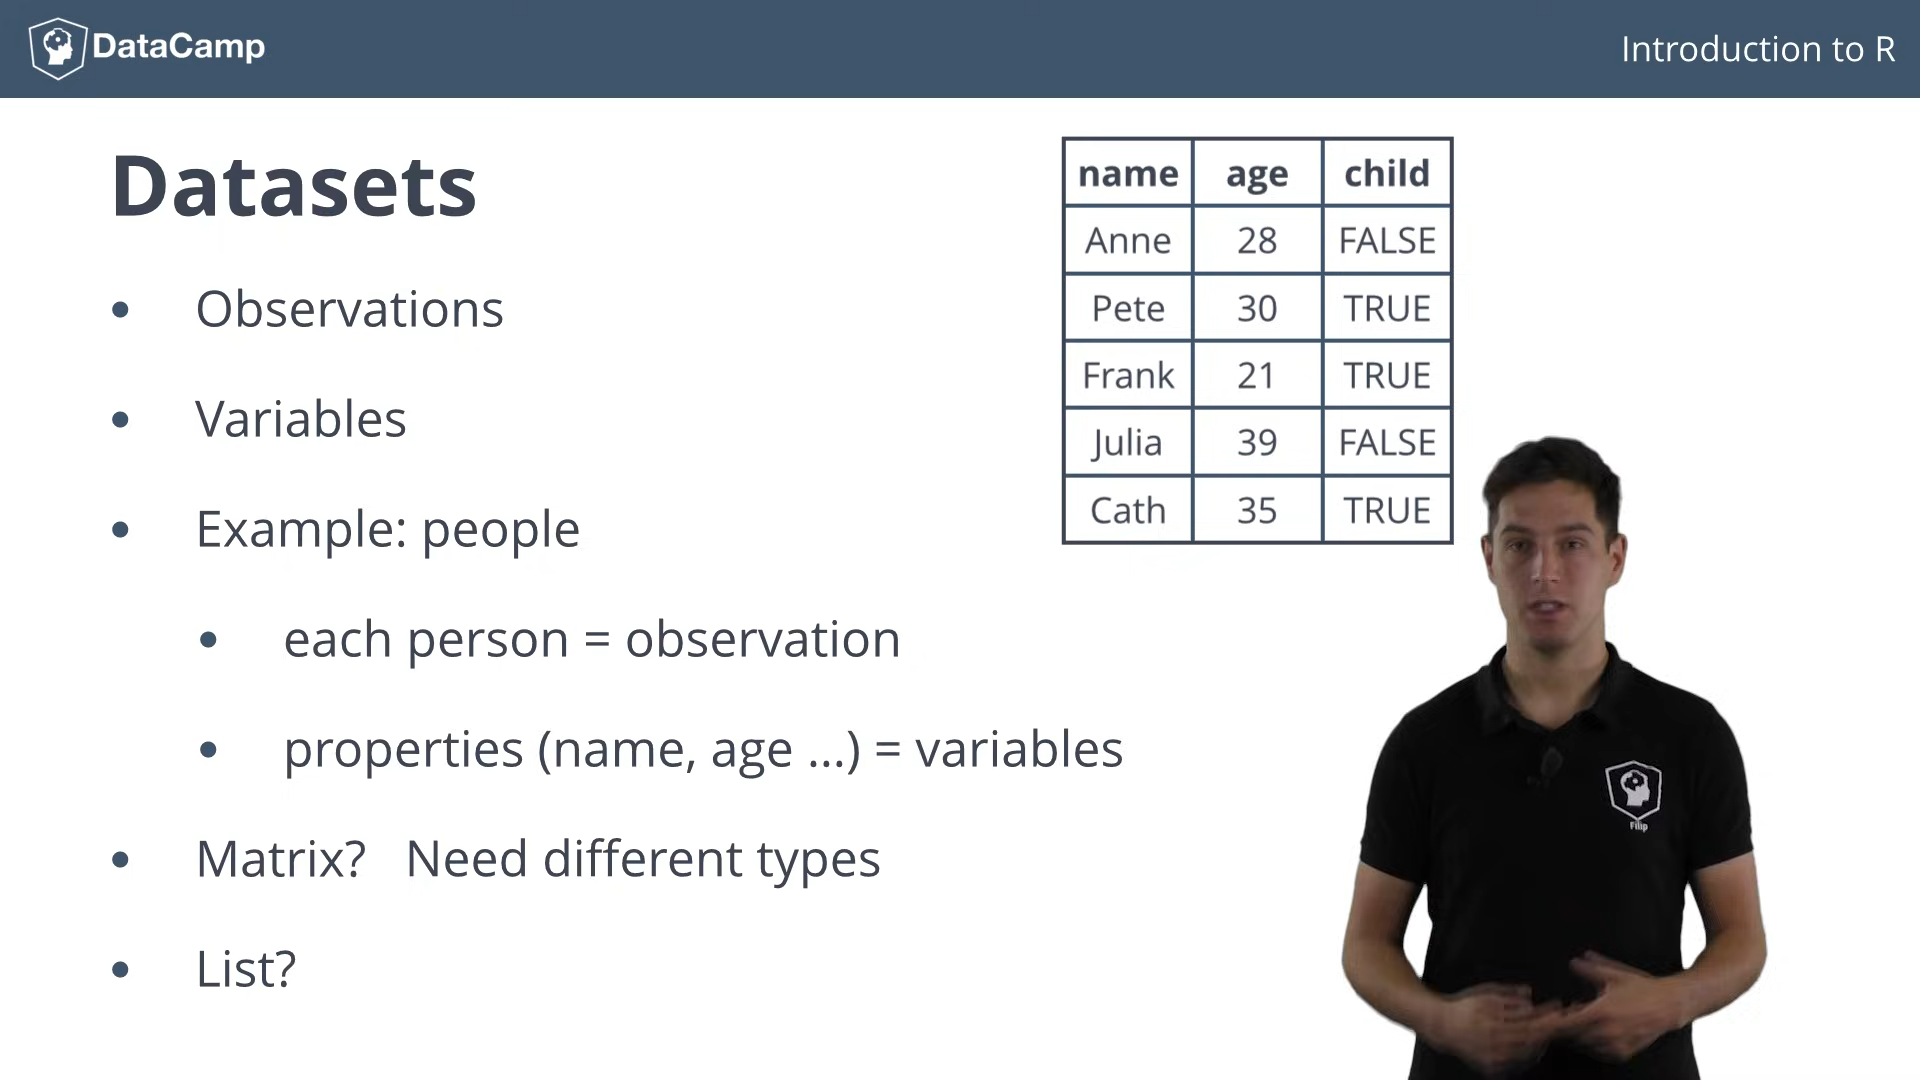 DataCamp
Introduction to R
Datasets
• Observations
• Variables
• Example: people
• each person = observation
• properties (name, age ...) = variables
• Matrix? Need different types
• List?
name age child
Anne 28 FALSE
Pete 30 TRUE
Frank 21 TRUE
Julia 39 FALSE
Cath 35 TRUE
Filip